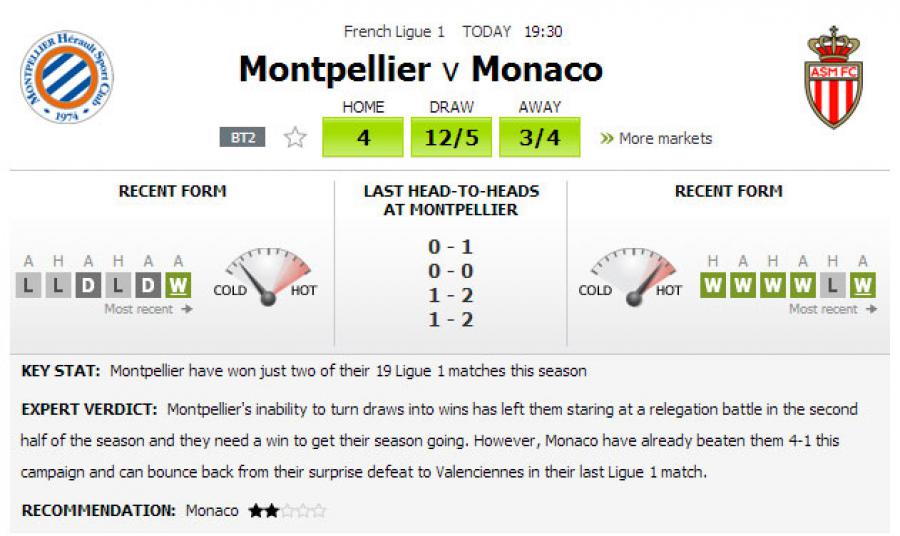 French Ligue 1 TODAY 19:30
Montpellier v Monaco
MONTPELLIER Hérault Sport Club
1974
ASM FC
HOME DRAW AWAY
BT2 4 12/5 3/4 » More markets
RECENT FORM
A H A H A A
L L D L D W
COLD HOT
Most recent →
LAST HEAD-TO-HEADS
AT MONTPELLIER
0 - 1
0 - 0
1 - 2
1 - 2
RECENT FORM
H A H A H A
W W W W L W
COLD HOT
Most recent →
KEY STAT: Montpellier have won just two of their 19 Ligue 1 matches this season
EXPERT VERDICT: Montpellier's inability to turn draws into wins has left them staring at a relegation battle in the second
half of the season and they need a win to get their season going. However, Monaco have already beaten them 4-1 this
campaign and can bounce back from their surprise defeat to Valenciennes in their last Ligue 1 match.
RECOMMENDATION: Monaco ★★☆☆☆